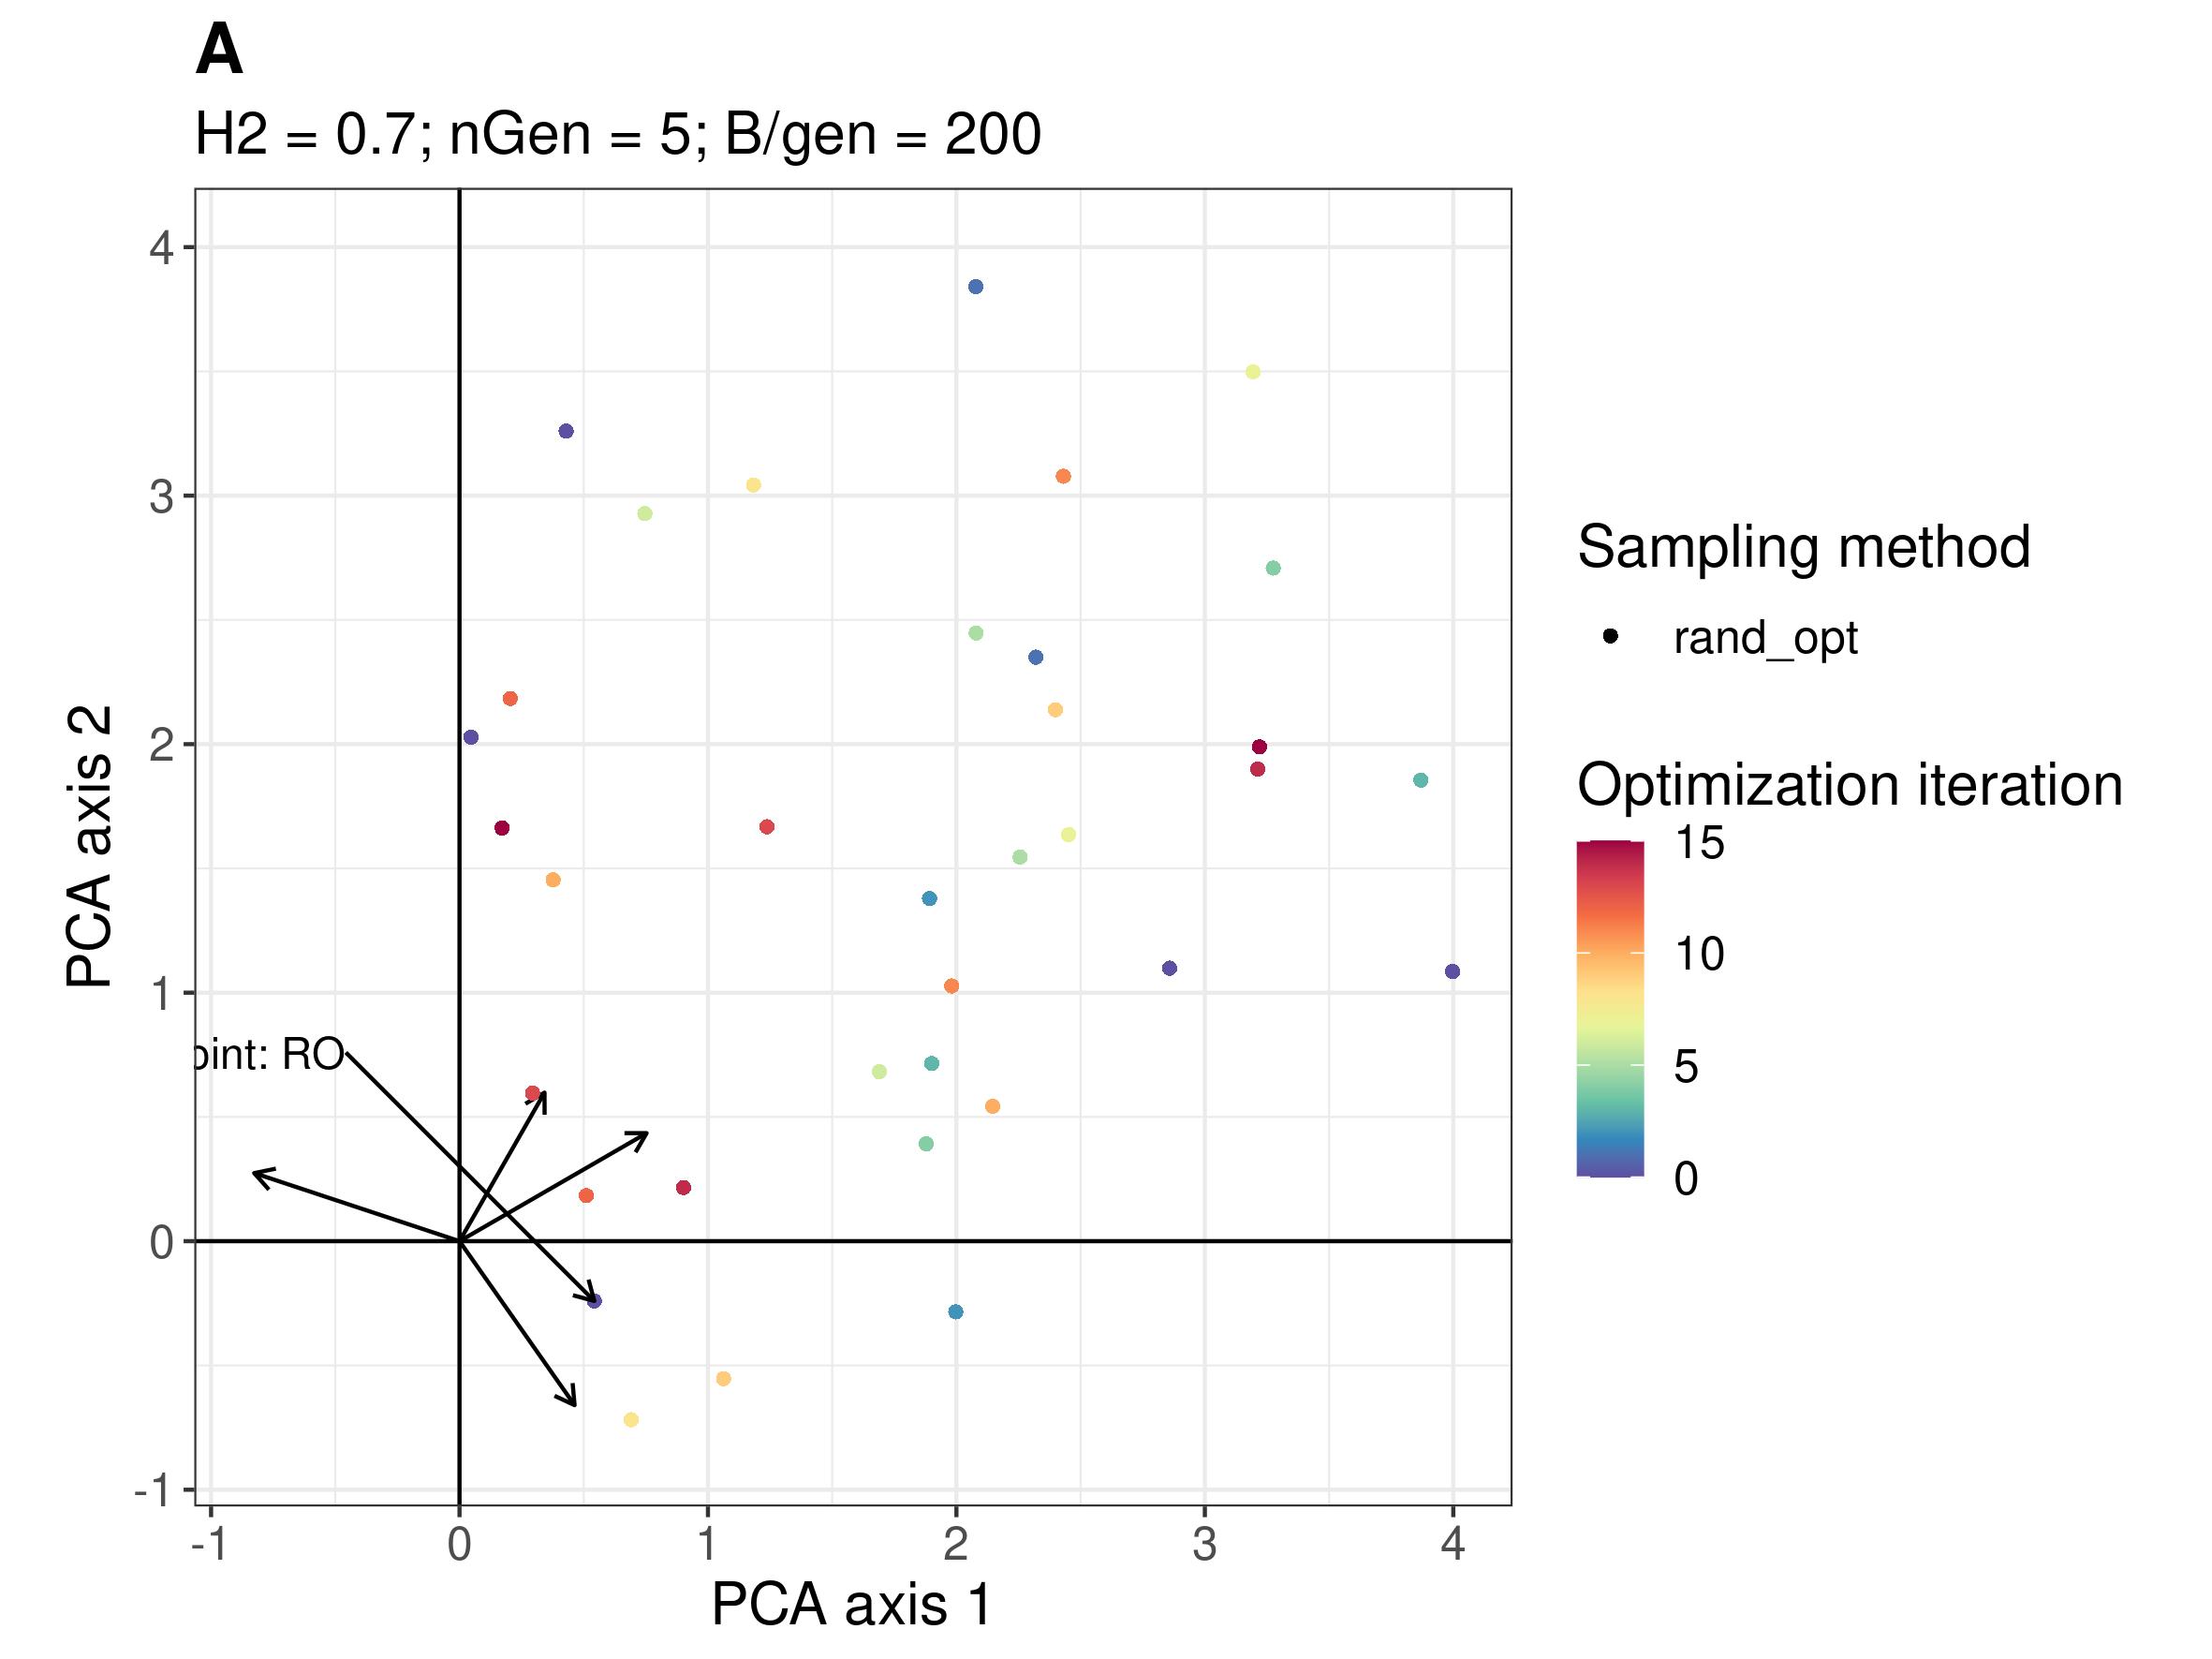 A
H2 = 0.7; nGen = 5; B/gen = 200
PCA axis 2
4
3
2
1
0
-1
oint: RO
-1 0 1 2 3 4
PCA axis 1
Sampling method
rand_opt
Optimization iteration
15
10
5
0